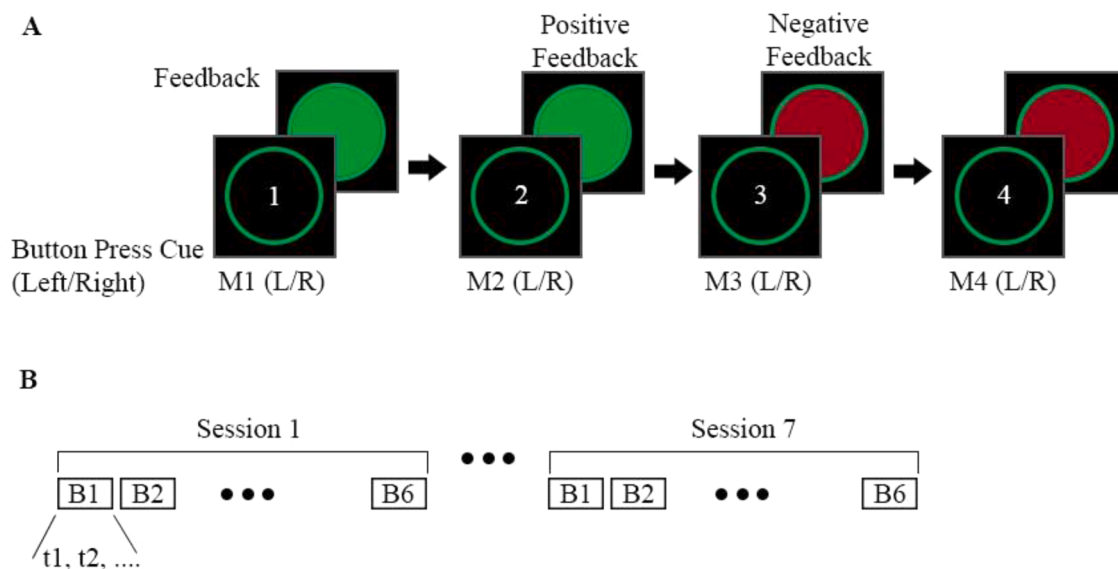 A
Positive
Feedback
Negative
Feedback
Feedback
1
2
3
4
Button Press Cue
(Left/Right)
M1 (L/R)
M2 (L/R)
M3 (L/R)
M4 (L/R)
B
Session 1
Session 7
B1 B2 ••• B6 ••• B1 B2 ••• B6
t1, t2, ....